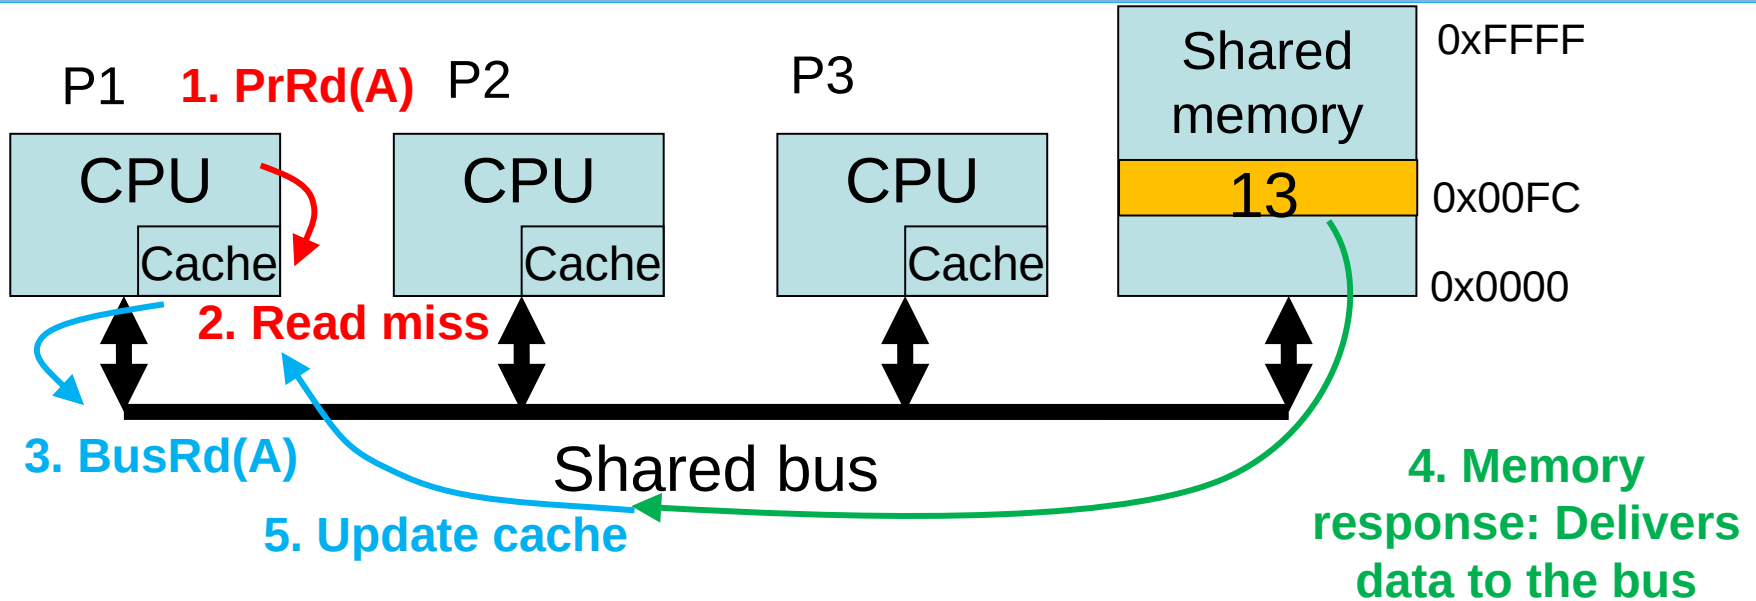 P1
1. PrRd(A)
P2
P3
Shared
memory
0xFFFF
CPU
CPU
CPU
13
0x00FC
Cache
Cache
Cache
0x0000
2. Read miss
3. BusRd(A)
Shared bus
4. Memory
response: Delivers
data to the bus
5. Update cache